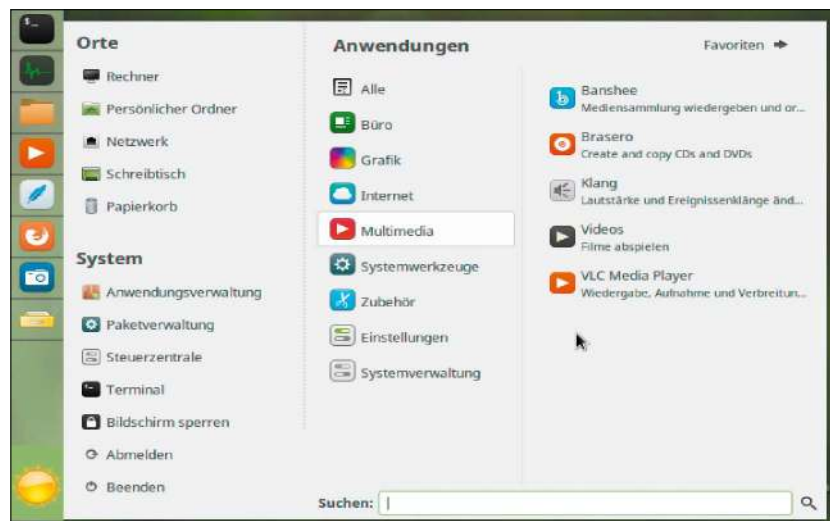 Orte
Rechner
Persönlicher Ordner
Netzwerk
Schreibtisch
Papierkorb
System
Anwendungsverwaltung
Paketverwaltung
Steuerzentrale
Terminal
Bildschirm sperren
Abmelden
Beenden
Anwendungen
Alle
Büro
Grafik
Internet
Multimedia
Systemwerkzeuge
Zubehör
Einstellungen
Systemverwaltung
Favoriten
Banshee
Mediensammlung wiedergeben und or...
Brasero
Create and copy CDs and DVDs
Klang
Lautstärke und Ereignissenklänge änd...
Videos
Filme abspielen
VLC Media Player
Wiedergabe, Aufnahme und Verbreitun...
Suchen: